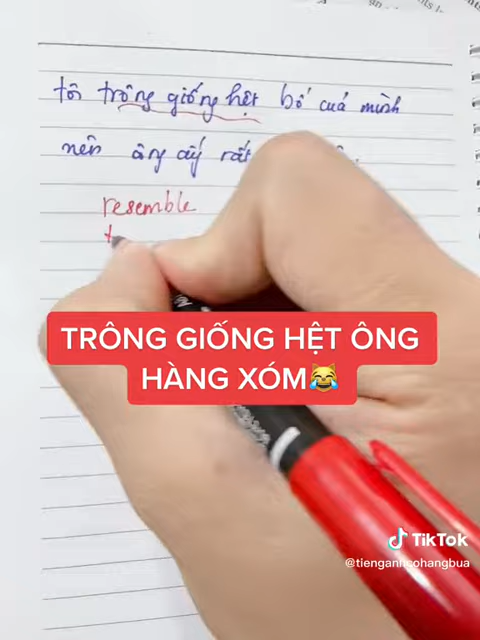 tôi trông giống hệt bố của mình
nên ông ấy rất
resemble
t
TRÔNG GIỐNG HỆT ÔNG
HÀNG XÓM😹
TikTok
@tienganhcohangbua